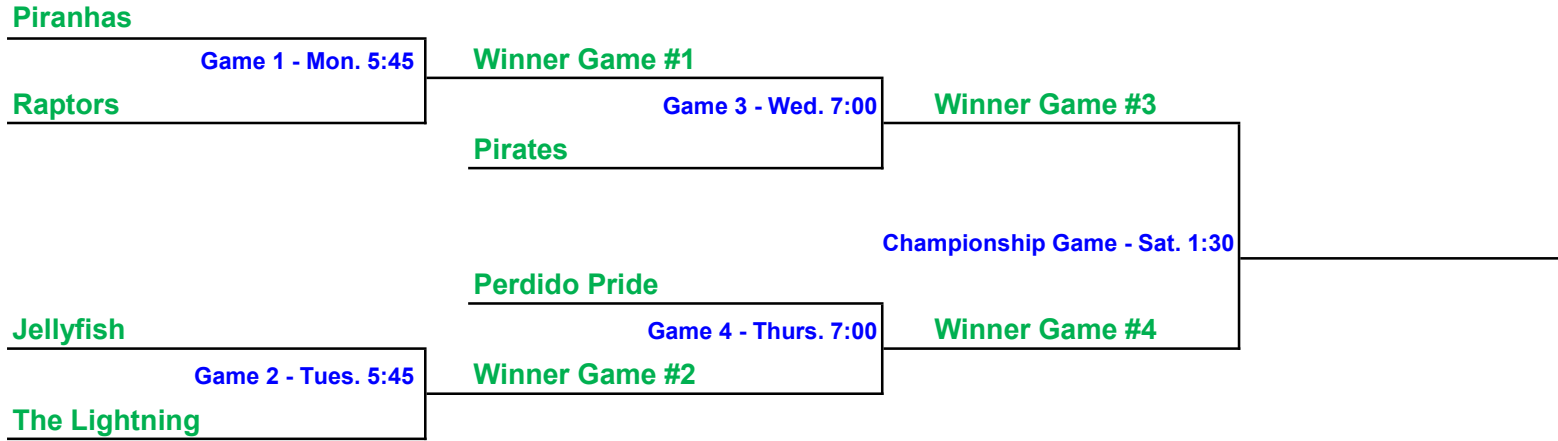 Piranhas
Game 1 - Mon. 5:45
Winner Game #1
Raptors
Game 3 - Wed. 7:00
Winner Game #3
Pirates
Championship Game - Sat. 1:30
Perdido Pride
Jellyfish
Game 4 - Thurs. 7:00
Winner Game #4
Game 2 - Tues. 5:45
Winner Game #2
The Lightning